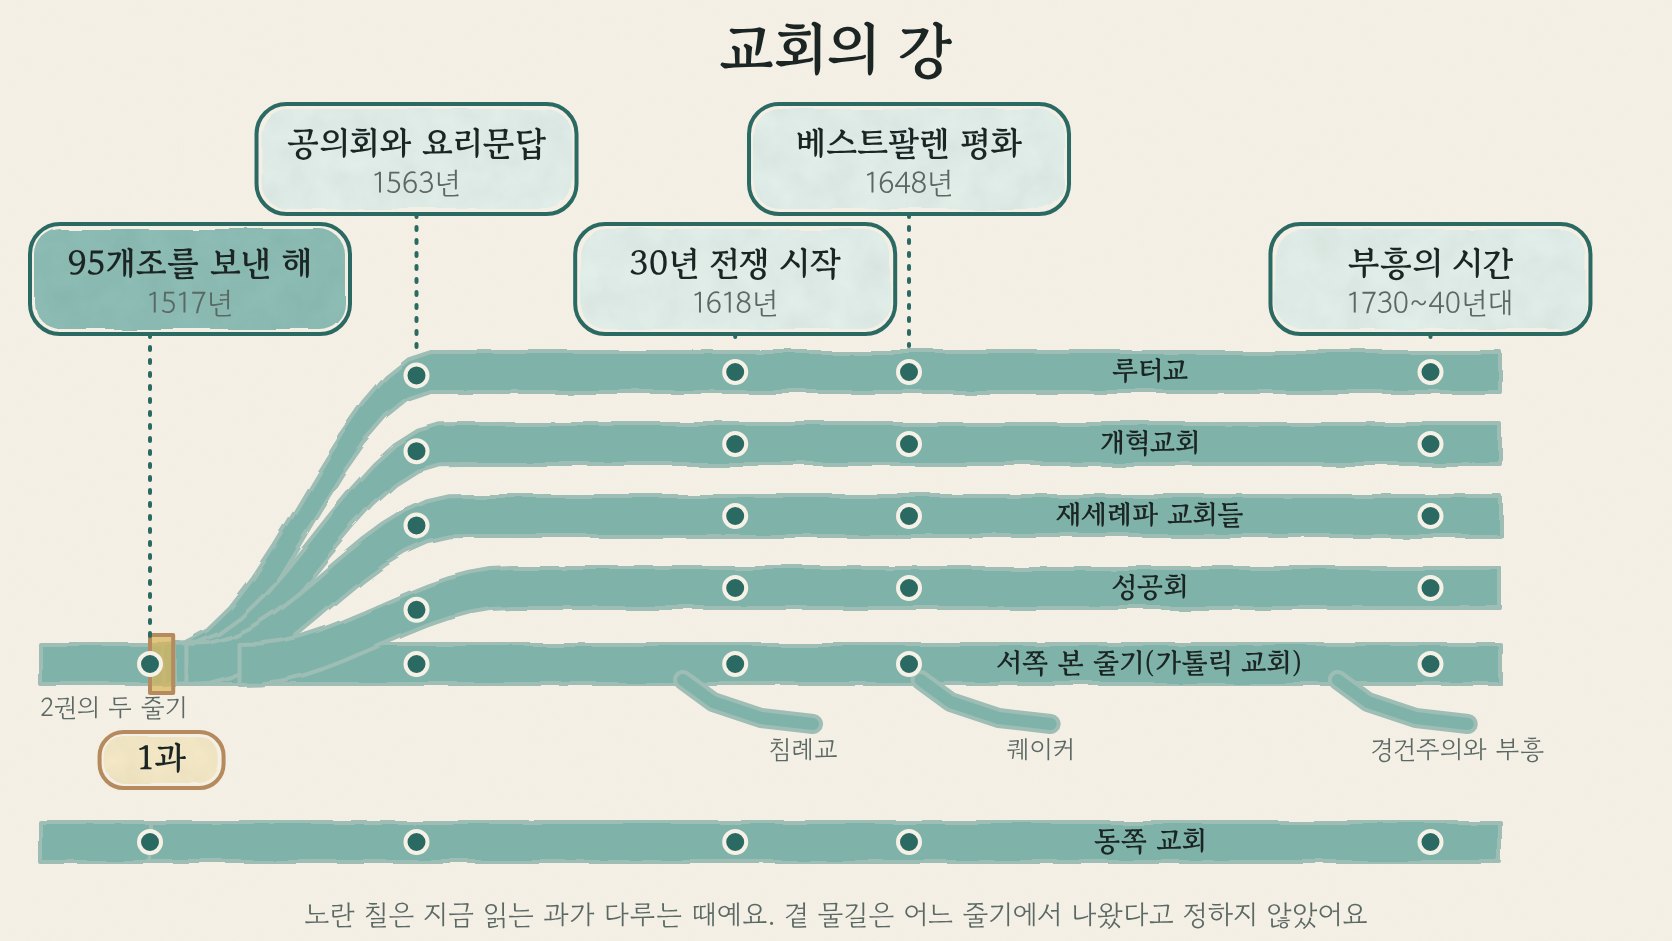 교회의 강
공의회와 요리문답
1563년
베스트팔렌 평화
1648년
95개조를 보낸 해
1517년
30년 전쟁 시작
1618년
부흥의 시간
1730~40년대
루터교
개혁교회
재세례파 교회들
성공회
서쪽 본 줄기(가톨릭 교회)
2권의 두 줄기
1과
침례교
퀘이커
경건주의와 부흥
동쪽 교회
노란 칠은 지금 읽는 과가 다루는 때예요. 곁 물길은 어느 줄기에서 나왔다고 정하지 않았어요